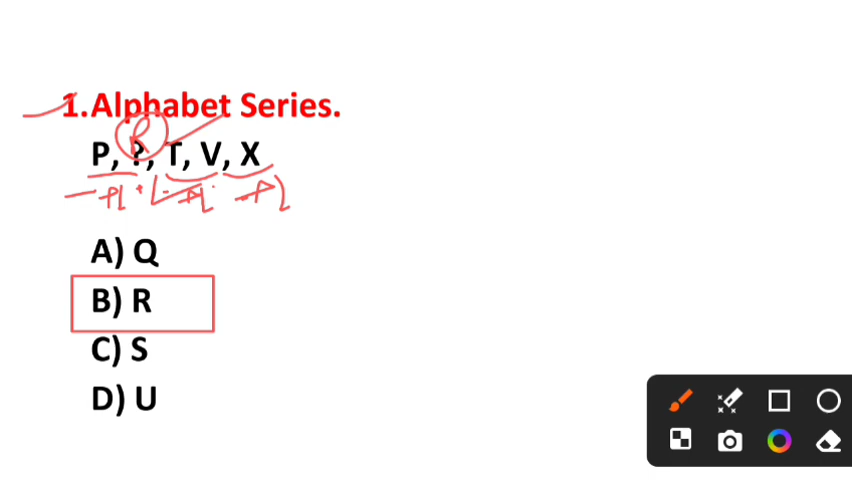 1.Alphabet Series.
R
P, ?, T, V, X
A) Q
B) R
C) S
D) U